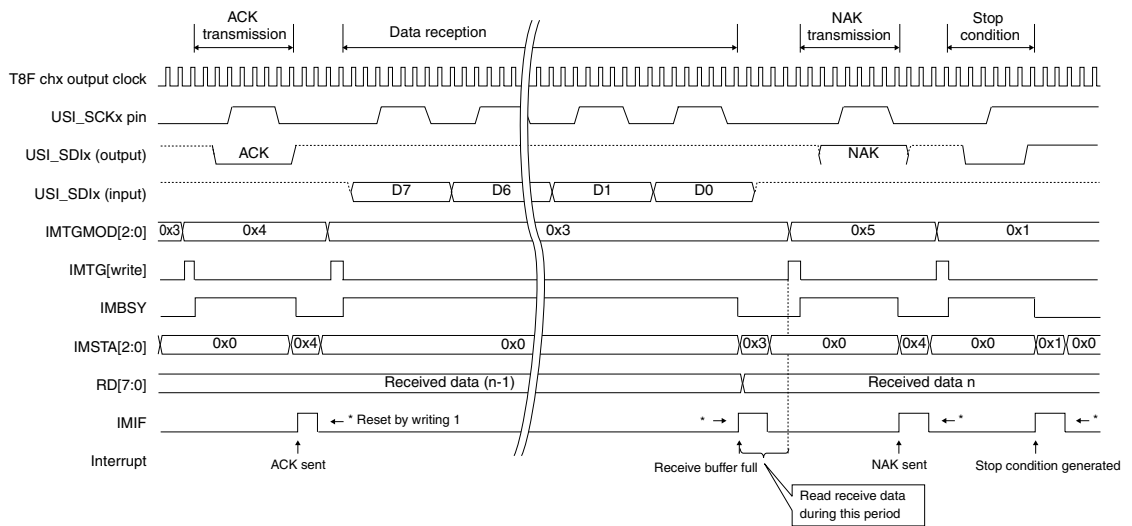 ACK
transmission
Data reception
NAK
transmission
Stop
condition
T8F chx output clock
USI_SCKx pin
USI_SDIx (output)
ACK
NAK
USI_SDIx (input)
D7
D6
D1
D0
IMTGMOD[2:0]
0x3
0x4
0x3
0x5
0x1
IMTG[write]
IMBSY
IMSTA[2:0]
0x0
0x4
0x0
0x3
0x0
0x4
0x0
0x1
0x0
RD[7:0]
Received data (n-1)
Received data n
IMIF
* Reset by writing 1
*
*
*
Interrupt
ACK sent
Receive buffer full
NAK sent
Stop condition generated
Read receive data
during this period